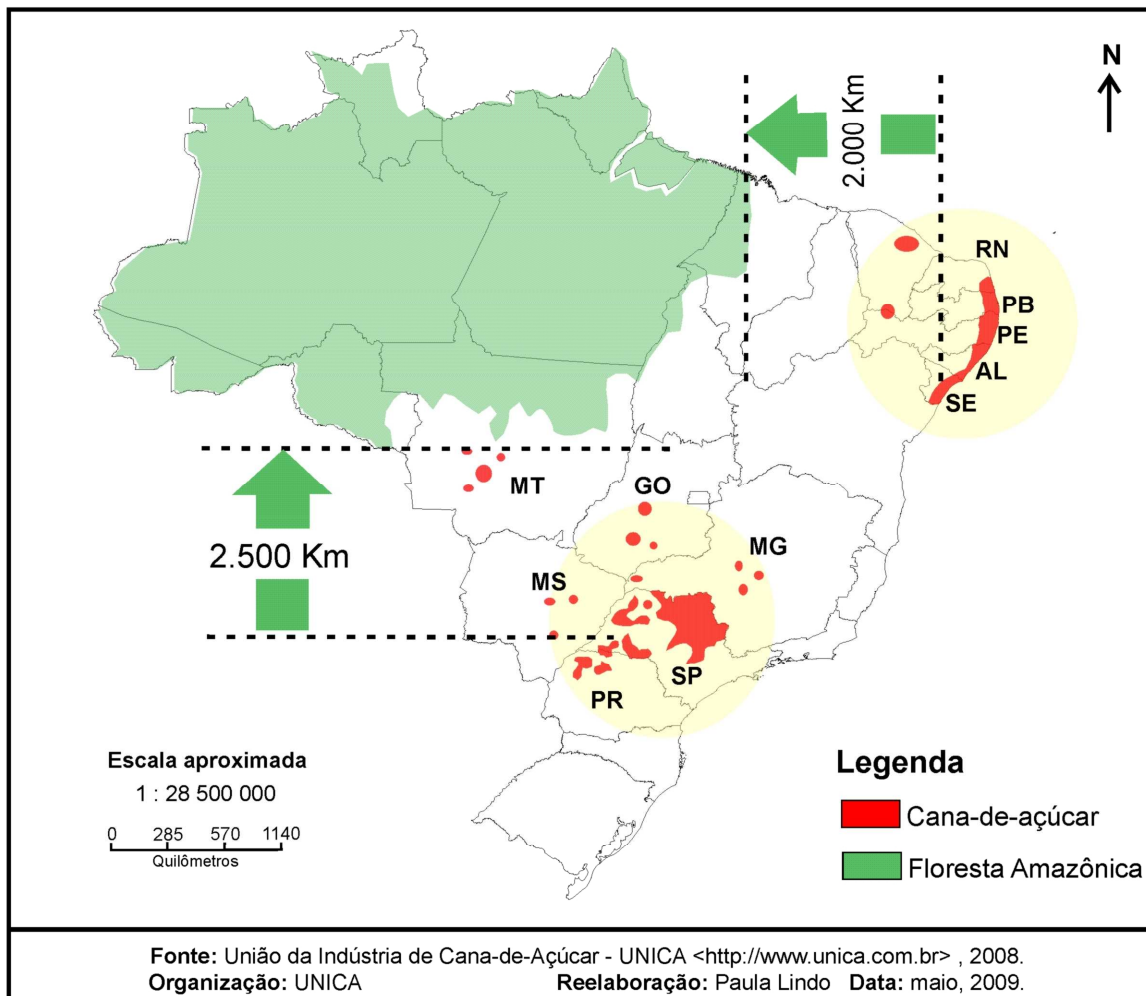 N
2.000 Km
RN
PB
PE
AL
SE
MT
GO
MG
2.500 Km
MS
SP
PR
Escala aproximada
1 : 28 500 000
0 285 570 1140
Quilômetros
Legenda
Cana-de-açúcar
Floresta Amazônica
Fonte: União da Indústria de Cana-de-Açúcar - UNICA <http://www.unica.com.br> , 2008.
Organização: UNICA Reelaboração: Paula Lindo Data: maio, 2009.